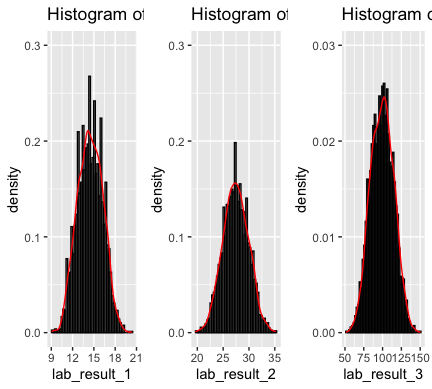 Histogram of
Histogram of
Histogram
density
density
density
0.3
0.2
0.1
0.0
0.3
0.2
0.1
0.0
0.03
0.02
0.01
0.00
9 12 15 18 21
20 25 30 35
50 75 100 125 150
lab_result_1
lab_result_2
lab_result_3